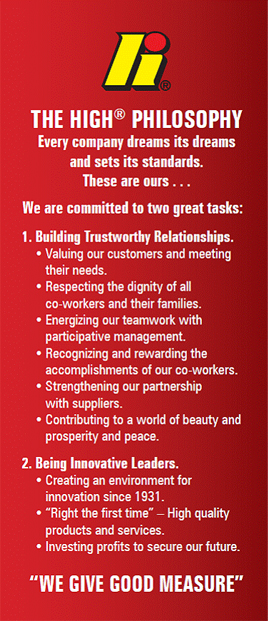 hi®
THE HIGH® PHILOSOPHY
Every company dreams its dreams
and sets its standards.
These are ours . . .
We are committed to two great tasks:
1. Building Trustworthy Relationships.
• Valuing our customers and meeting
their needs.
• Respecting the dignity of all
co-workers and their families.
• Energizing our teamwork with
participative management.
• Recognizing and rewarding the
accomplishments of our co-workers.
• Strengthening our partnership
with suppliers.
• Contributing to a world of beauty and
prosperity and peace.
2. Being Innovative Leaders.
• Creating an environment for
innovation since 1931.
• “Right the first time” – High quality
products and services.
• Investing profits to secure our future.
“WE GIVE GOOD MEASURE”